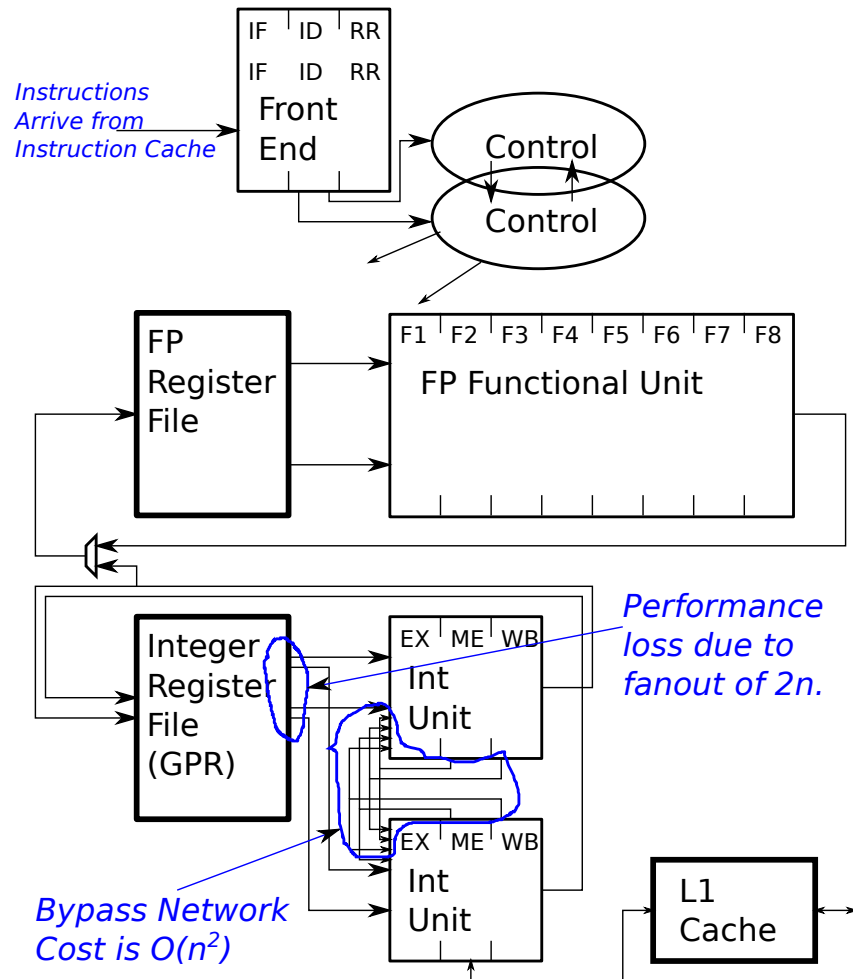 IF ID RR
IF ID RR
Front
End
Instructions
Arrive from
Instruction Cache
Control
Control
FP
Register
File
F1 F2 F3 F4 F5 F6 F7 F8
FP Functional Unit
Integer
Register
File
(GPR)
EX ME WB
Int
Unit
Performance
loss due to
fanout of 2n.
EX ME WB
Int
Unit
Bypass Network
Cost is O(n²)
L1
Cache